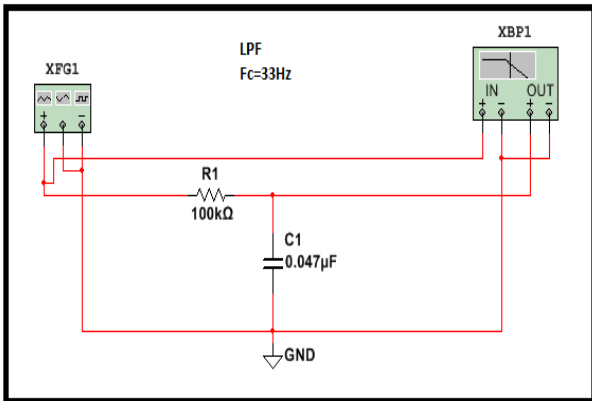 LPF
Fc=33Hz
XFG1
XBP1
IN OUT
+ -
+ - + -
R1
100kΩ
C1
0.047µF
GND